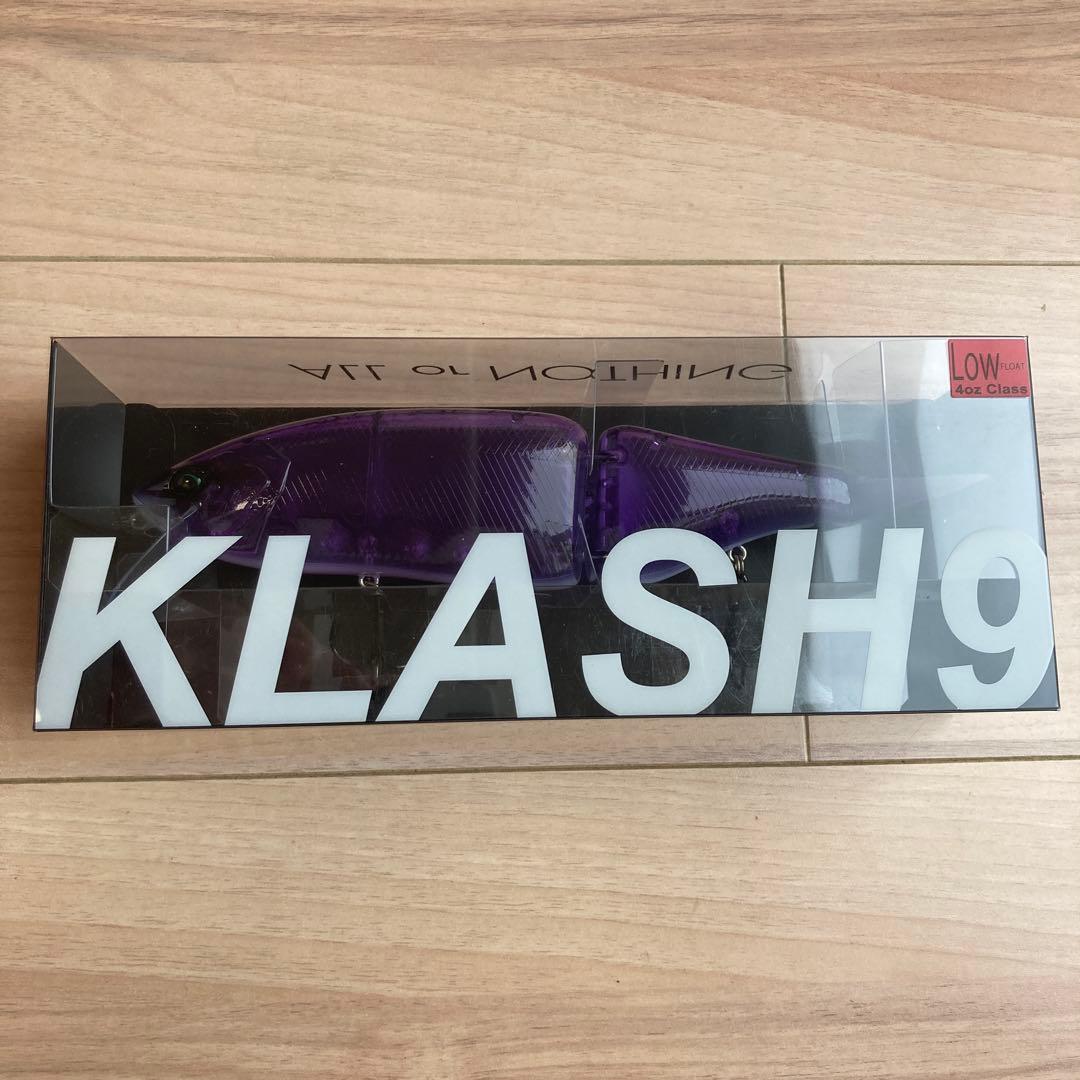 ALL or NOTHING
LOW FLOAT
4oz Class
KLASH9